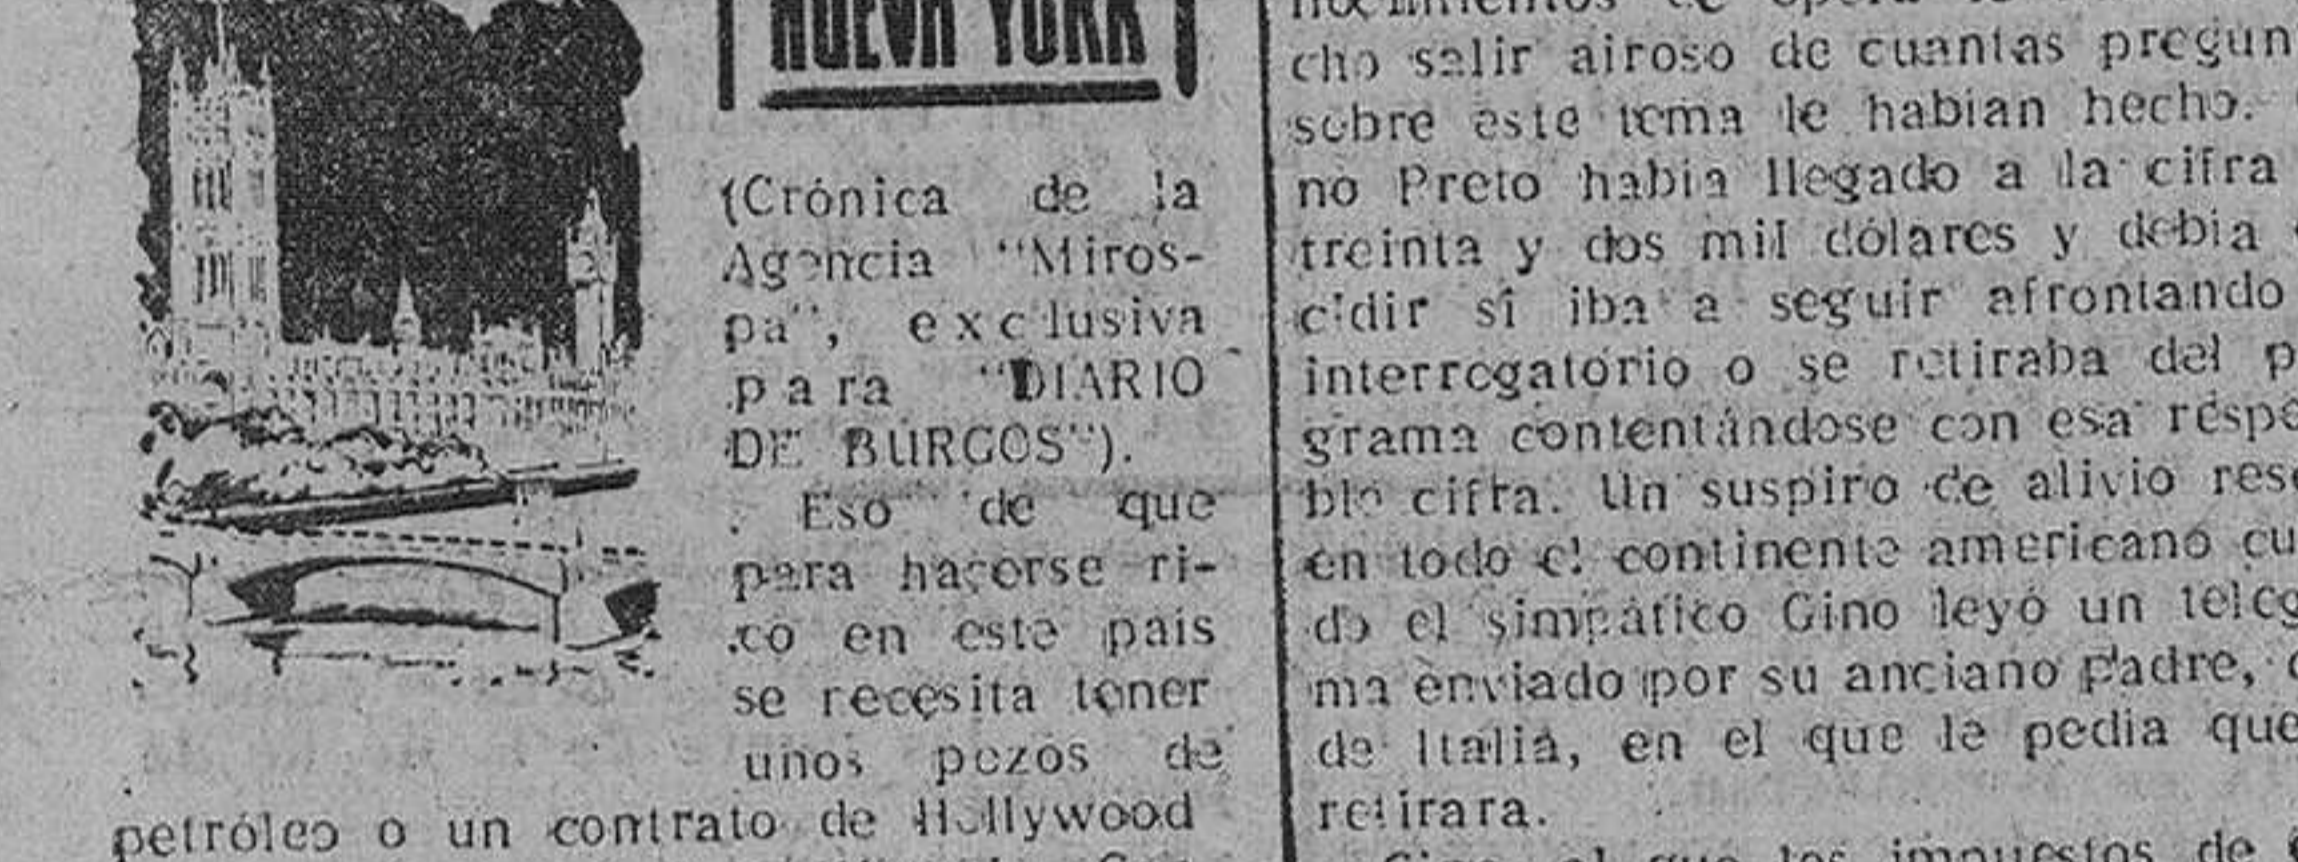 NUEVA YORK
(Crónica de la
Agencia "Miros-
pa", exclusiva
para "DIARIO
DE BURGOS").
Eso de que
para hacerse ri-
co en este país
se necesita tener
unos pozos de
petróleo o un contrato de Hollywood
cho salir airoso de cuantas pregun
sobre este tema le habian hecho.
no Preto habia llegado a la cifra
treinta y dos mil dólares y debia
cidir si iba a seguir afrontando
interrogatorio o se retiraba del p
grama contentándose con esa respe
ble cifra. Un suspiro de alivio res
en todo el continente americano cu
do el simpático Gino leyó un teleg
ma enviado por su anciano padre,
de Italia, en el que le pedia que
retirara.